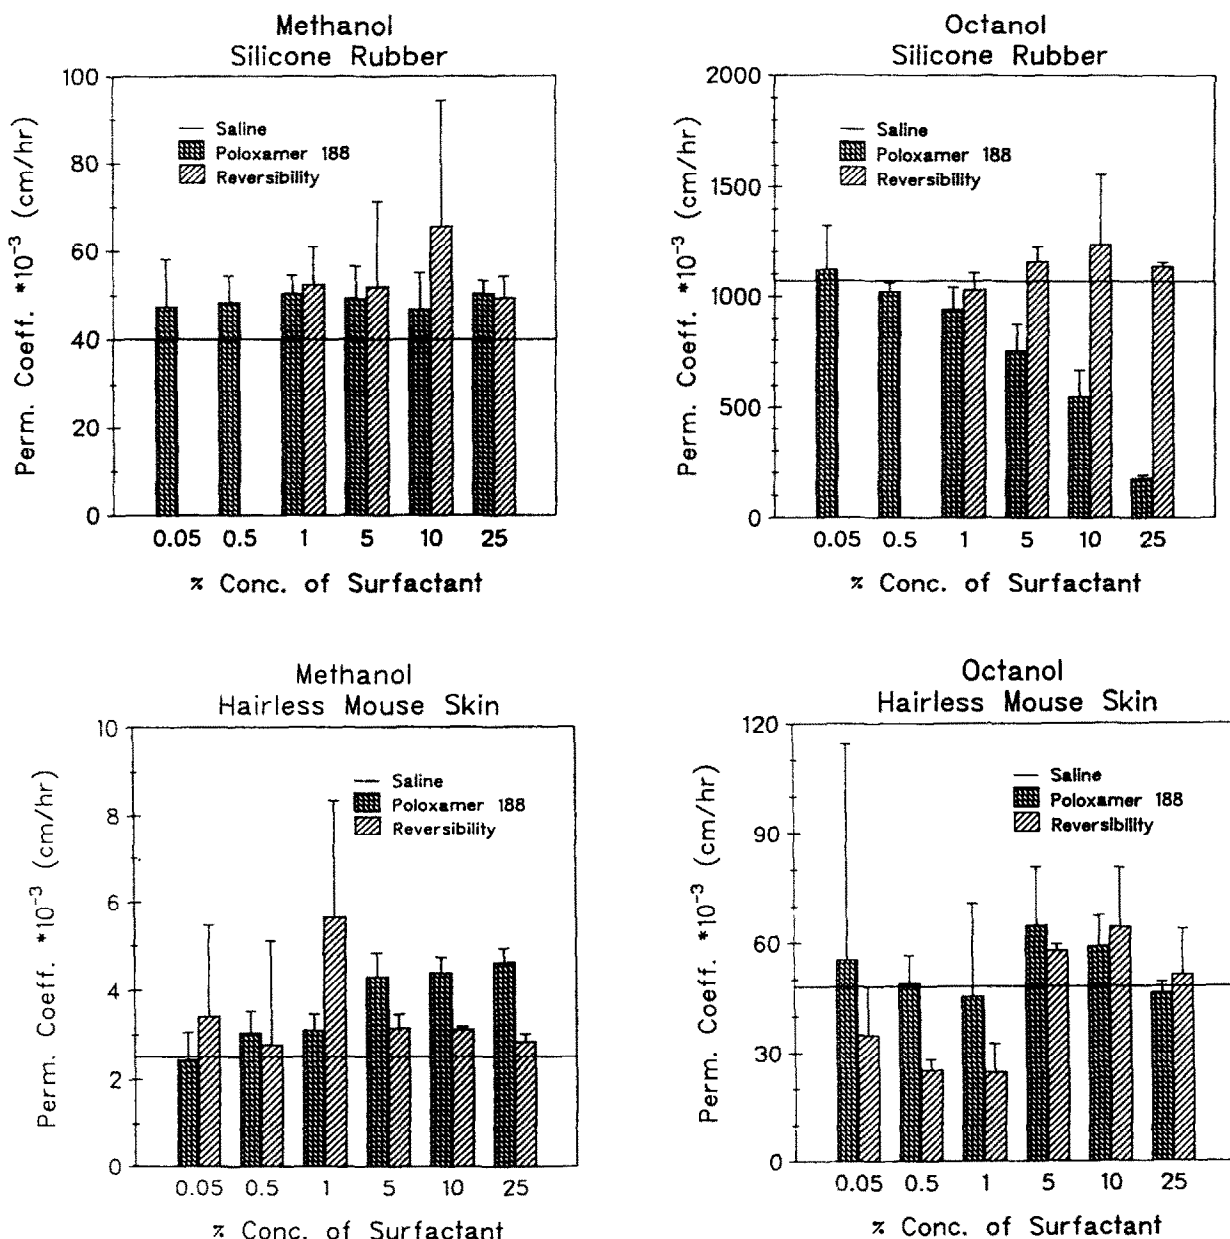 Methanol
Silicone Rubber
100
80
60
40
20
0
Perm. Coeff. *10⁻³ (cm/hr)
Saline
Poloxamer 188
Reversibility
0.05 0.5 1 5 10 25
% Conc. of Surfactant
Octanol
Silicone Rubber
2000
1500
1000
500
0
Perm. Coeff. *10⁻³ (cm/hr)
Saline
Poloxamer 188
Reversibility
0.05 0.5 1 5 10 25
% Conc. of Surfactant
Methanol
Hairless Mouse Skin
10
8
6
4
2
0
Perm. Coeff. *10⁻³ (cm/hr)
Saline
Poloxamer 188
Reversibility
0.05 0.5 1 5 10 25
% Conc. of Surfactant
Octanol
Hairless Mouse Skin
120
90
60
30
0
Perm. Coeff. *10⁻³ (cm/hr)
Saline
Poloxamer 188
Reversibility
0.05 0.5 1 5 10 25
% Conc. of Surfactant